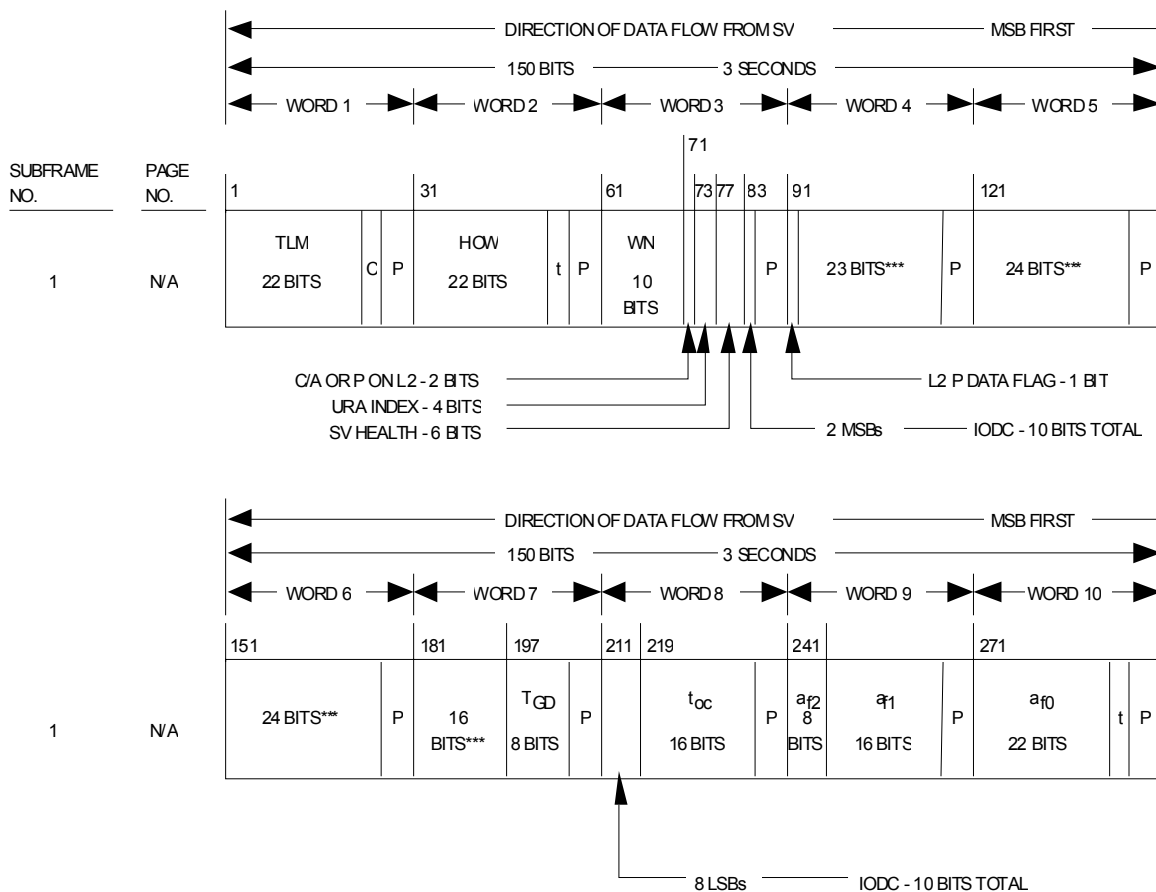 DIRECTION OF DATA FLOW FROM SV MSB FIRST
150 BITS 3 SECONDS
WORD 1 WORD 2 WORD 3 WORD 4 WORD 5
SUBFRAME NO. PAGE NO.
1 31 61 71 73 77 83 91 121
1 N/A
TLM 22 BITS C P
HOW 22 BITS t P
WN 10 BITS P
23 BITS*** P
24 BITS*** P
C/A OR P ON L2 - 2 BITS
URA INDEX - 4 BITS
SV HEALTH - 6 BITS
L2 P DATA FLAG - 1 BIT
2 MSBs IODC - 10 BITS TOTAL
DIRECTION OF DATA FLOW FROM SV MSB FIRST
150 BITS 3 SECONDS
WORD 6 WORD 7 WORD 8 WORD 9 WORD 10
151 181 197 211 219 241 271
1 N/A
24 BITS*** P
16 BITS***
TGD 8 BITS P
toc 16 BITS P
af2 8 BITS
af1 16 BITS P
af0 22 BITS t P
8 LSBs IODC - 10 BITS TOTAL